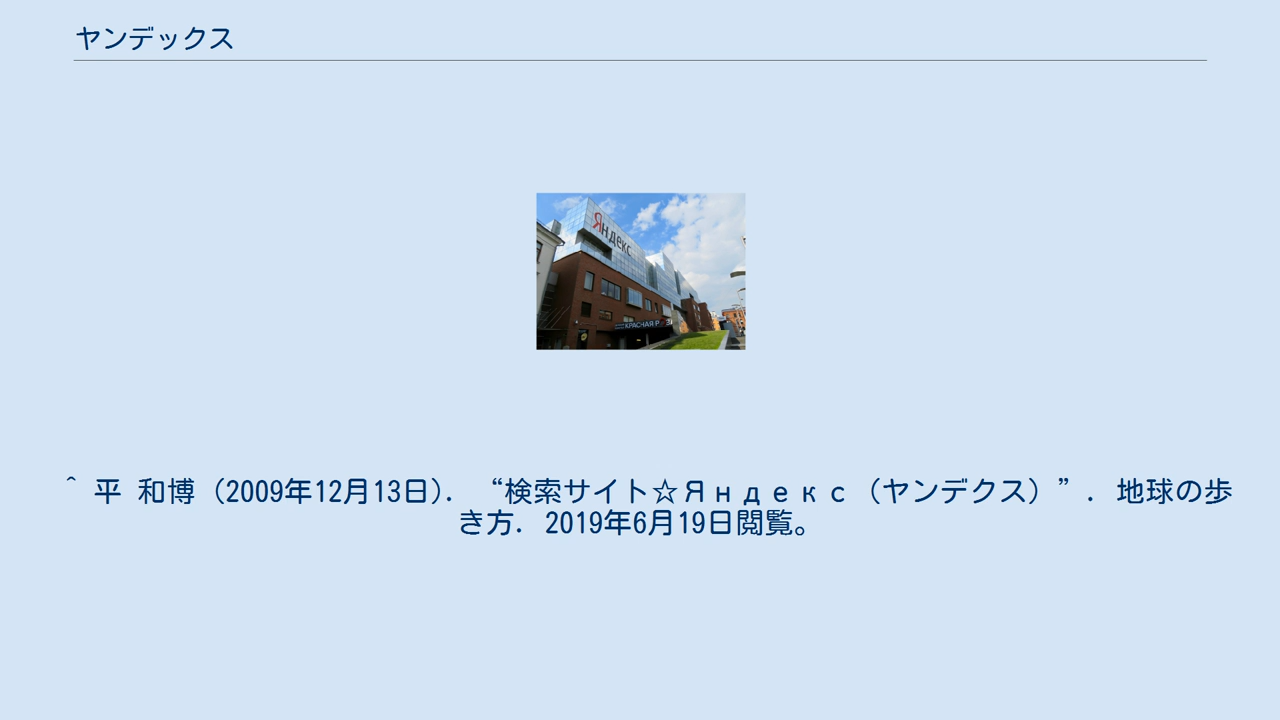 ヤンデックス
Яндекс
КРАСНАЯ Р
^ 平 和博 (2009年12月13日). “検索サイト☆Яндекс（ヤンデクス）”. 地球の歩
き方. 2019年6月19日閲覧。